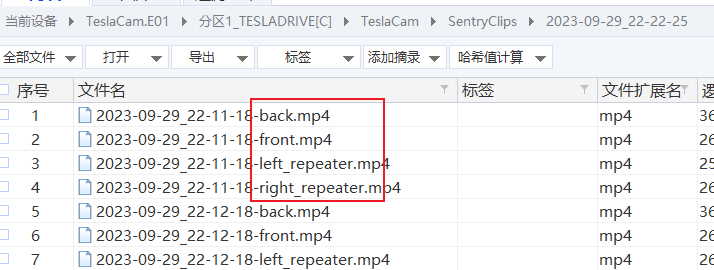 当前设备 TeslaCam.E01 分区1_TESLADRIVE[C] TeslaCam SentryClips 2023-09-29_22-22-25
全部文件 打开 导出 标签 添加摘录 哈希值计算
序号 文件名 标签 文件扩展名 逻
1 2023-09-29_22-11-18-back.mp4 mp4 36
2 2023-09-29_22-11-18-front.mp4 mp4 26
3 2023-09-29_22-11-18-left_repeater.mp4 mp4 25
4 2023-09-29_22-11-18-right_repeater.mp4 mp4 26
5 2023-09-29_22-12-18-back.mp4 mp4 36
6 2023-09-29_22-12-18-front.mp4 mp4 26
7 2023-09-29_22-12-18-left_repeater.mp4 mp4 26